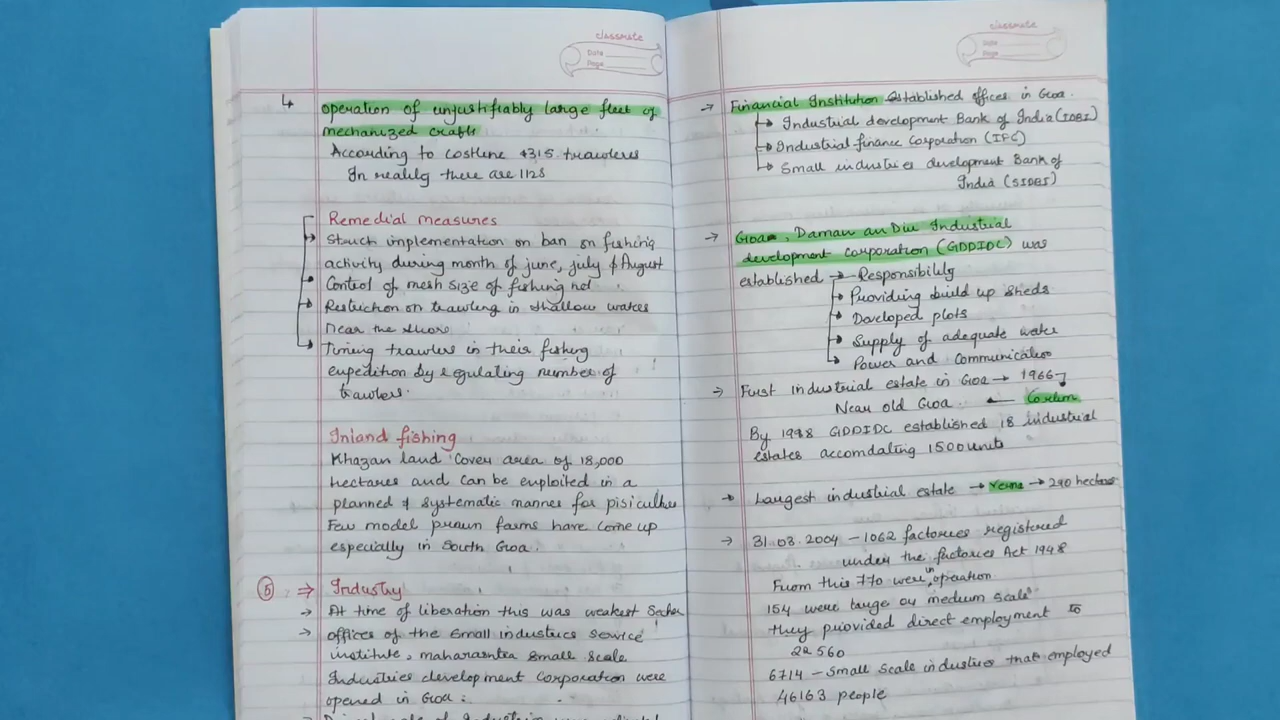 classmate
Date
Page
↳ operation of unjustifiably large fleet of
mechanized crafts
According to costline 315 trawlers
In reality there are 1128
Remedial measures
→ Strict implementation on ban on fishing
activity during month of june, july & August
→ Control of mesh size of fishing net
→ Restriction on trawling in shallow waters
near the shore
→ Timing trawlers in their fishing
expedition by regulating number of
trawlers.
Inland fishing
Khazan land cover area of 18,000
hectares and can be exploited in a
planned & systematic manner for pisiculture
Few model prawn farms have come up
especially in South Goa.
5 ⇒ Industry
→ At time of liberation this was weakest Sector
→ offices of the small industries service
institute, maharastra small scale
Industries development corporation were
opened in Goa.
classmate
Date
Page
→ Financial Institution established offices in Goa.
→ Industrial development Bank of India (IDBI)
→ Industrial finance Corporation (IFC)
→ Small industries development Bank of
India (SIDBI)
→ Goa, Daman an Diu Industrial
development corporation (GDDIDC) was
established → Responsibility
→ Providing build up sheds
→ Developed plots
→ Supply of adequate water
→ Power and Communication
→ First industrial estate in Goa → 1966
Near old Goa ← Corlim
By 1998 GDDIDC established 18 industrial
estates accomdating 1500 units
→ Largest industrial estate → Verna → 290 hectares
→ 31.03.2004 – 1062 factories registered
under the factories Act 1948
From this 770 were in operation
154 were large or medium scale
they provided direct employment to
22560
6714 – Small scale industries that employed
46163 people